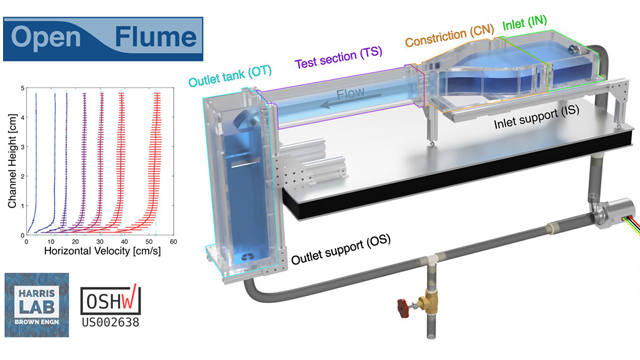 Open Flume
Inlet (IN)
Constriction (CN)
Test section (TS)
Outlet tank (OT)
Flow
Inlet support (IS)
Outlet support (OS)
Channel Height [cm]
5
4
3
2
1
0
0 10 20 30 40 50 60
Horizontal Velocity [cm/s]
HARRIS
LAB
BROWN ENGN
OSHW
US002638